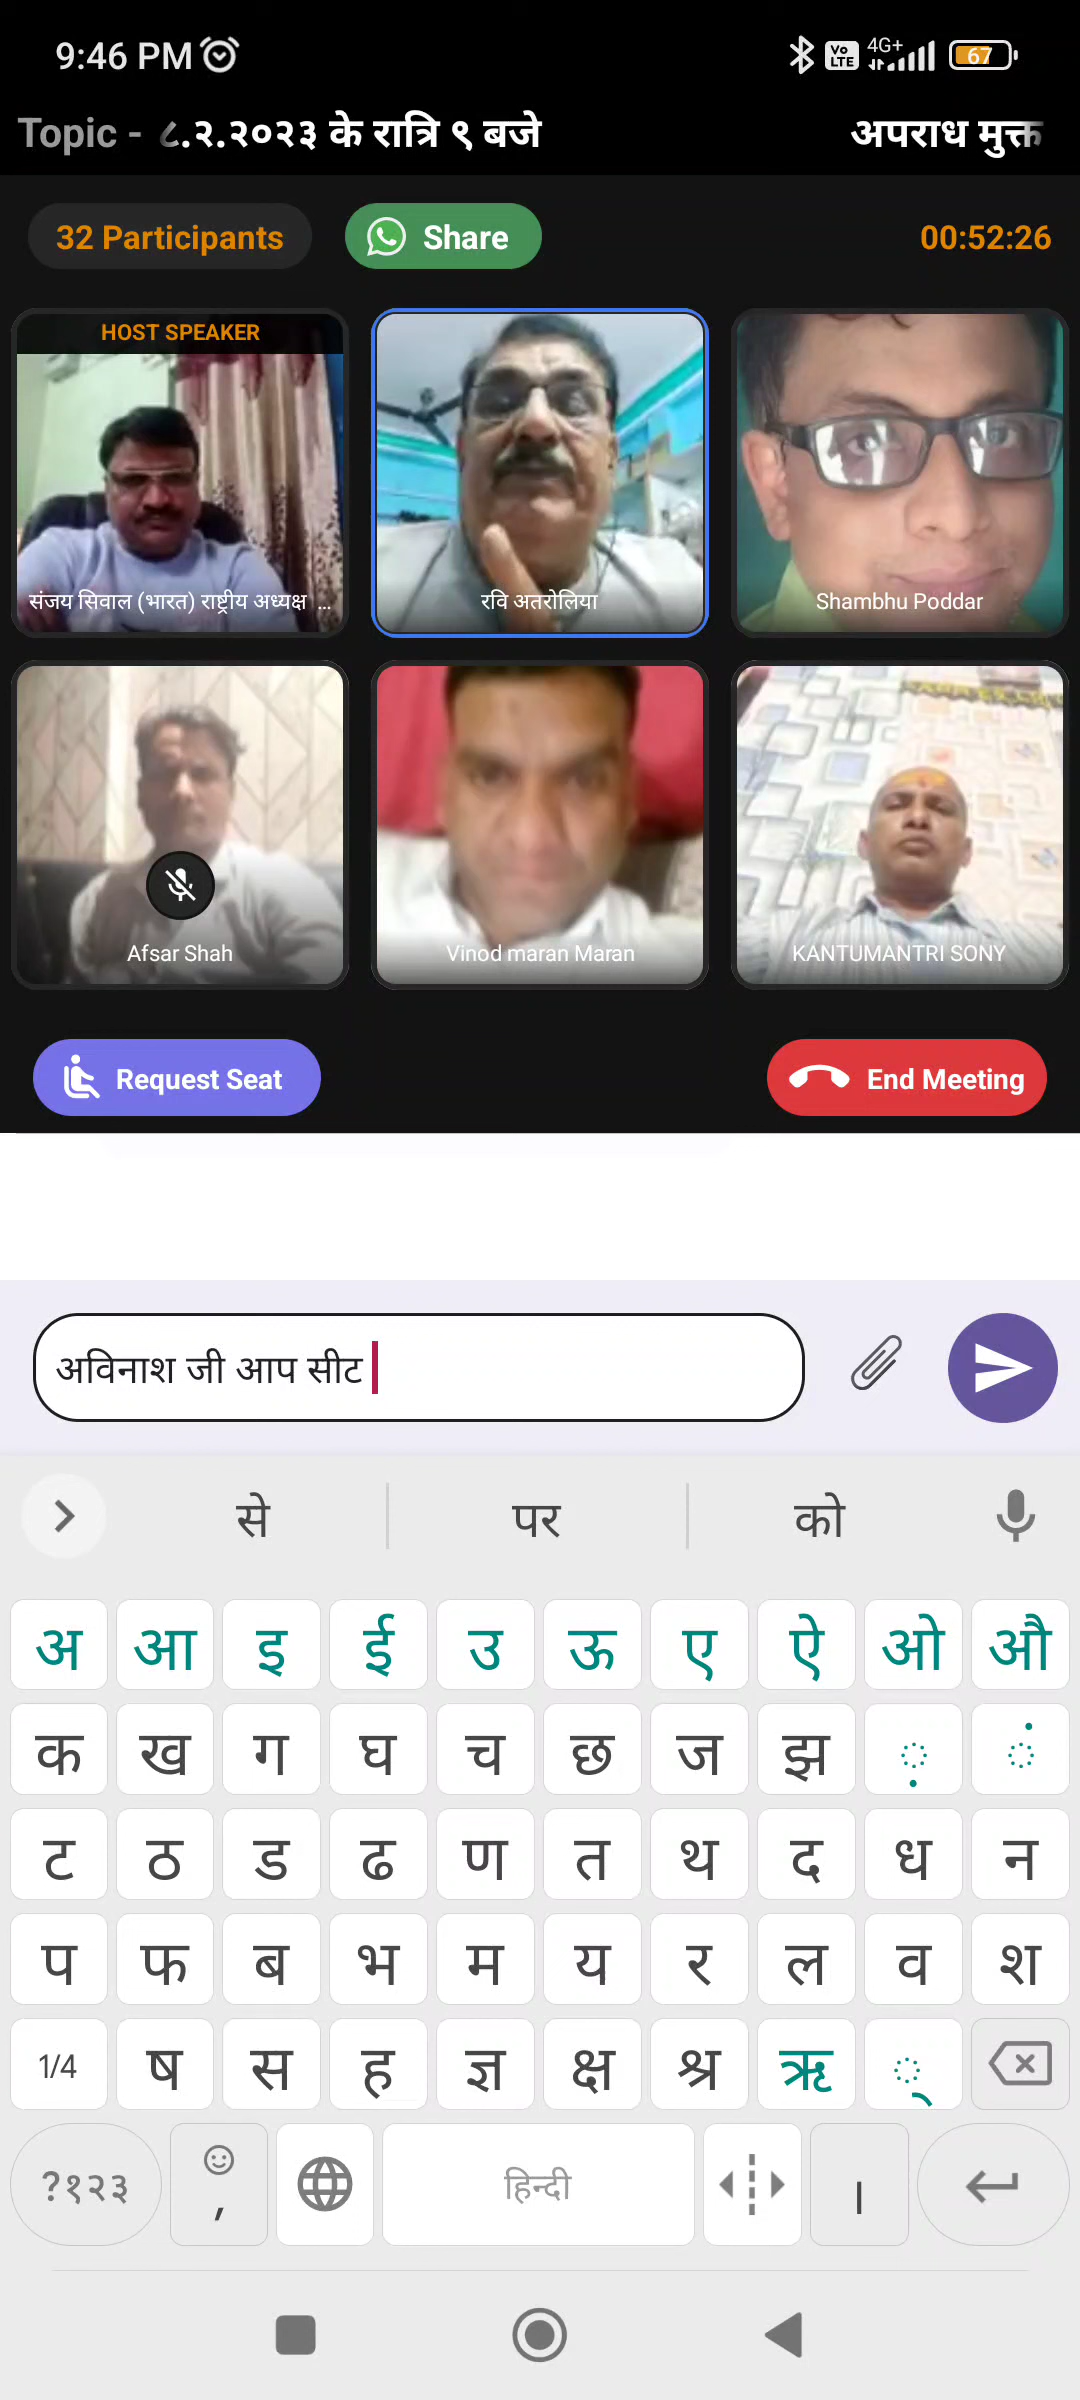 9:46 PM
Vo LTE 4G+ 67
Topic - ८.२.२०२३ के रात्रि ९ बजे अपराध मुक्त
32 Participants Share 00:52:26
HOST SPEAKER
संजय सिवाल (भारत) राष्ट्रीय अध्यक्ष ... रवि अतरोलिया Shambhu Poddar
Afsar Shah Vinod maran Maran KANTUMANTRI SONY
Request Seat End Meeting
अविनाश जी आप सीट
से पर को
अ आ इ ई उ ऊ ए ऐ ओ औ
क ख ग घ च छ ज झ ़ ं
ट ठ ड ढ ण त थ द ध न
प फ ब भ म य र ल व श
1/4 ष स ह ज्ञ क्ष श्र ऋ ्
?१२३ , हिन्दी ।